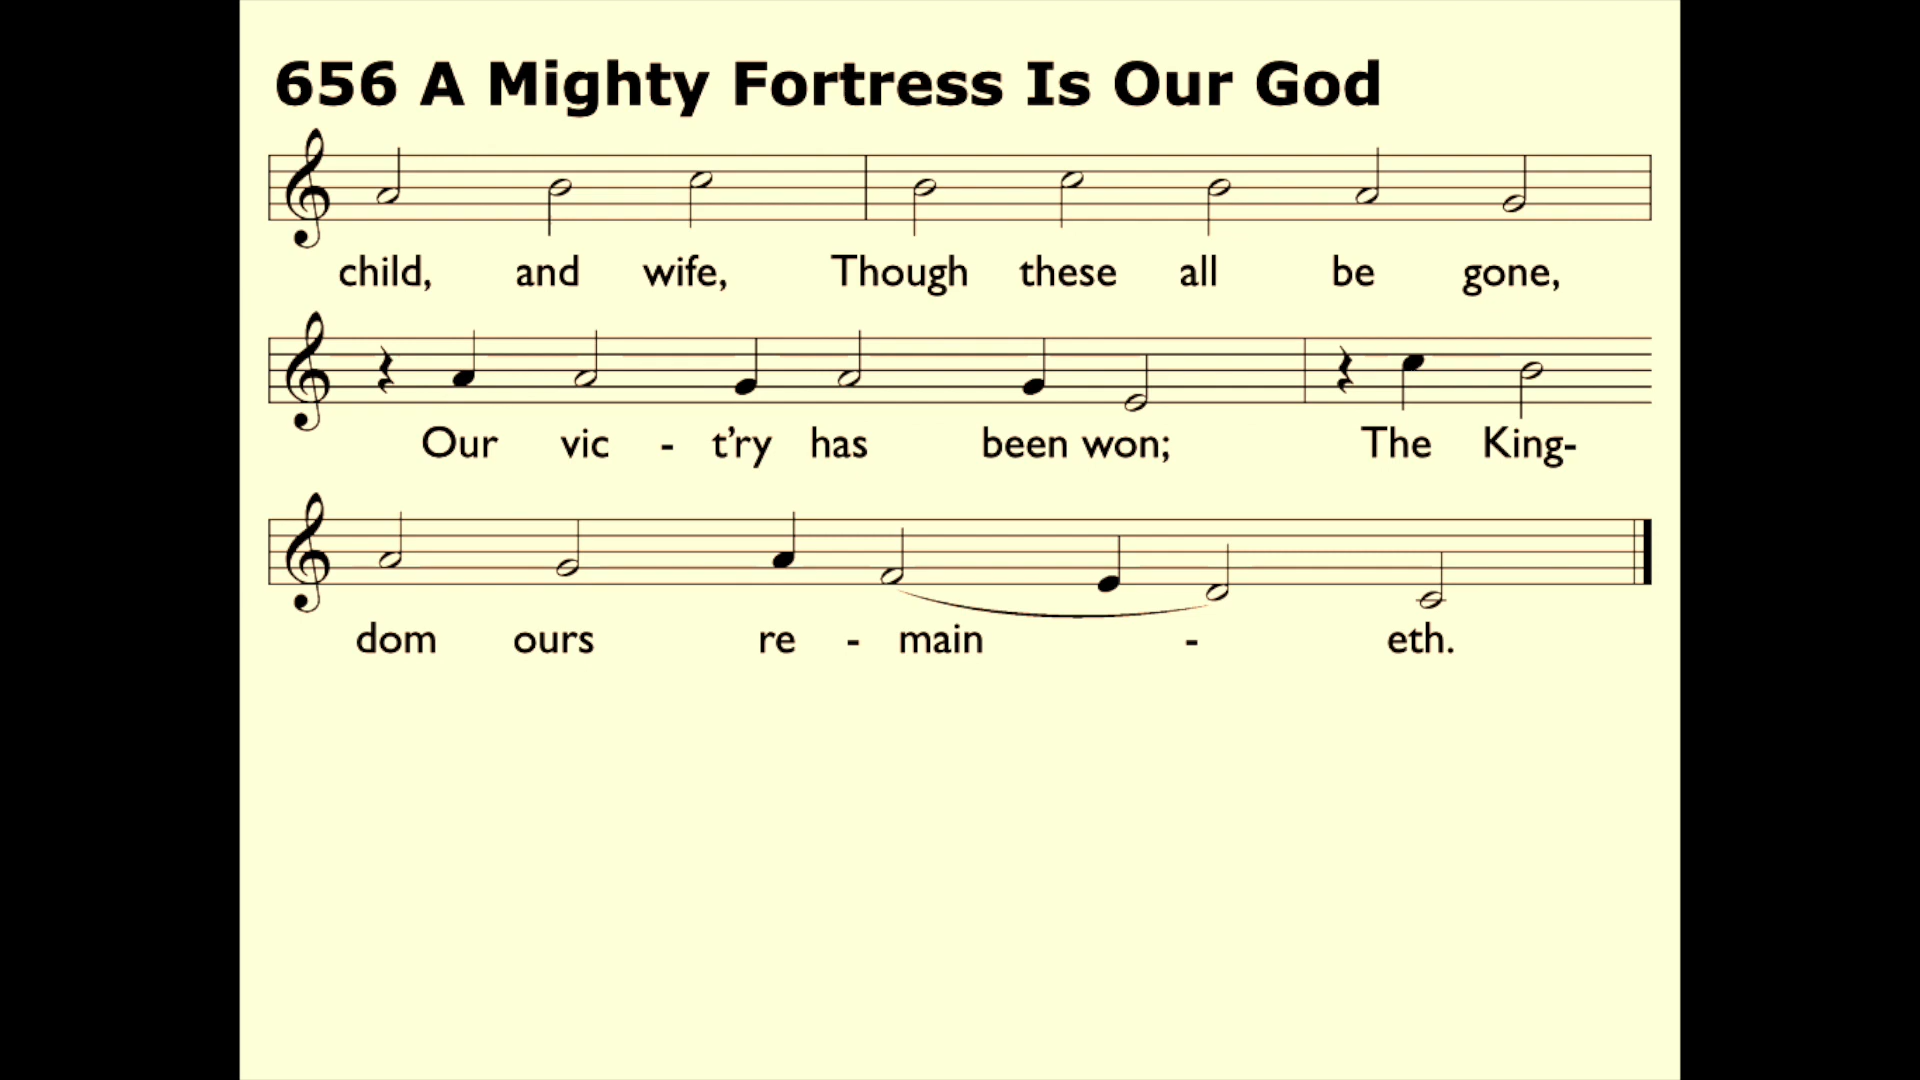 656 A Mighty Fortress Is Our God
child, and wife, Though these all be gone,
Our vic - t’ry has been won; The King-
dom ours re - main - eth.